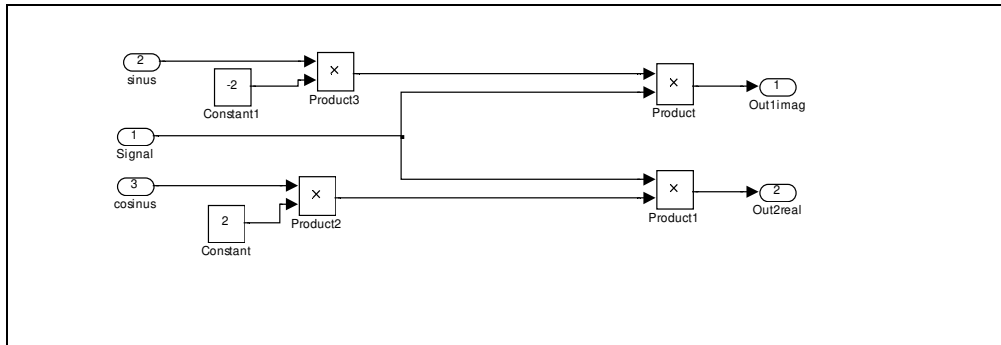 2
sinus
-2
Constant1
×
Product3
×
Product
1
Out1imag
1
Signal
3
cosinus
2
Constant
×
Product2
×
Product1
2
Out2real